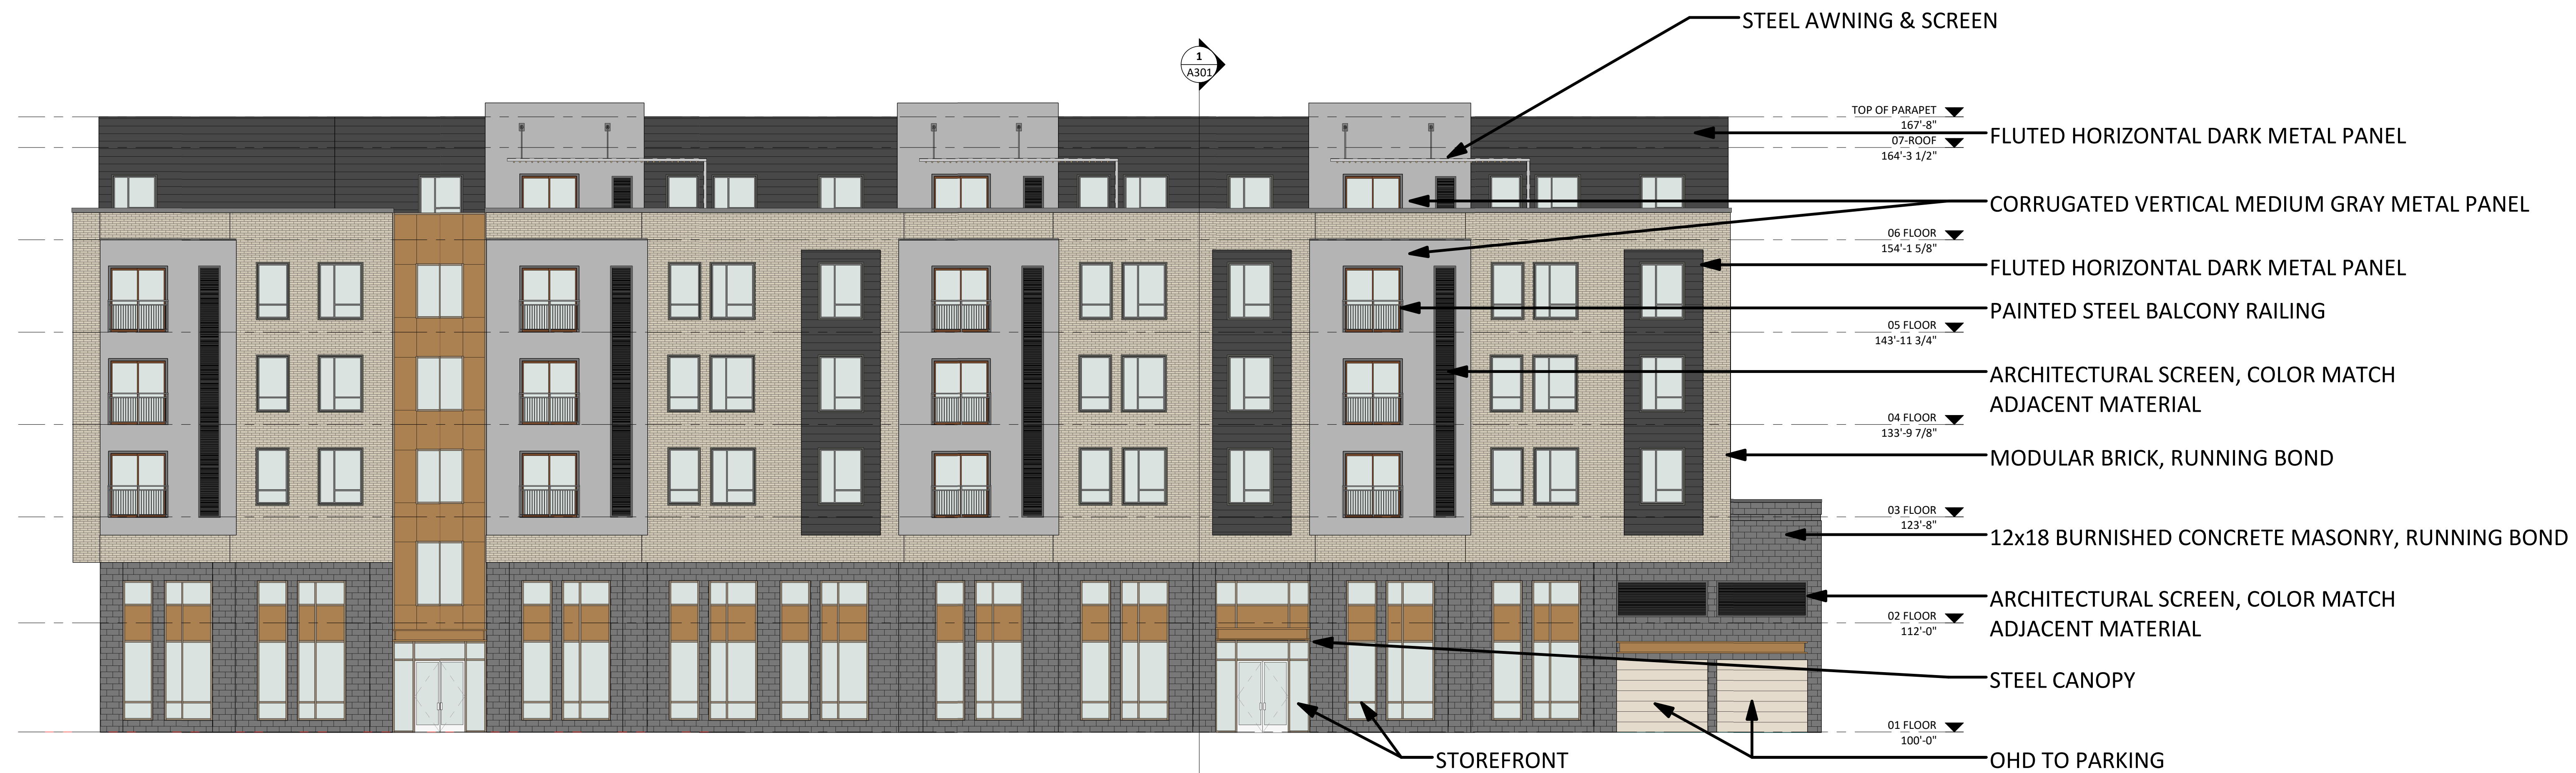 STEEL AWNING & SCREEN
1
A301
TOP OF PARAPET
167'-8"
FLUTED HORIZONTAL DARK METAL PANEL
07-ROOF
164'-3 1/2"
CORRUGATED VERTICAL MEDIUM GRAY METAL PANEL
06 FLOOR
154'-1 5/8"
FLUTED HORIZONTAL DARK METAL PANEL
PAINTED STEEL BALCONY RAILING
05 FLOOR
143'-11 3/4"
ARCHITECTURAL SCREEN, COLOR MATCH
ADJACENT MATERIAL
04 FLOOR
133'-9 7/8"
MODULAR BRICK, RUNNING BOND
03 FLOOR
123'-8"
12x18 BURNISHED CONCRETE MASONRY, RUNNING BOND
ARCHITECTURAL SCREEN, COLOR MATCH
ADJACENT MATERIAL
02 FLOOR
112'-0"
STEEL CANOPY
01 FLOOR
100'-0"
STOREFRONT
OHD TO PARKING